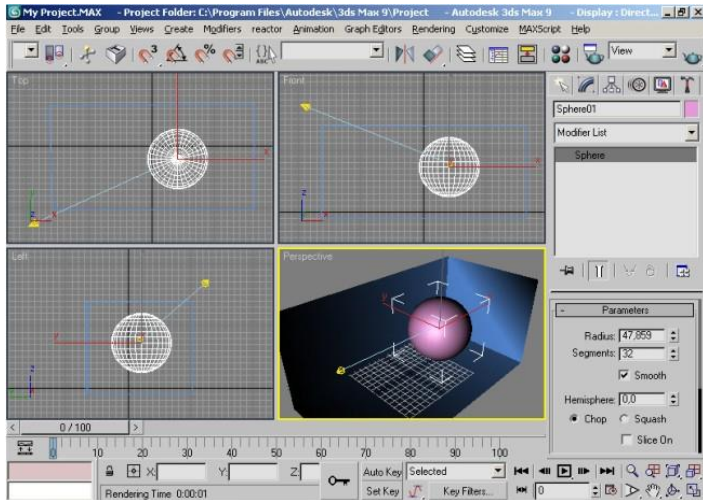 My Project.MAX - Project Folder: C:\Program Files\Autodesk\3ds Max 9\Project - Autodesk 3ds Max 9 - Display : Direct...
File Edit Tools Group Views Create Modifiers reactor Animation Graph Editors Rendering Customize MAXScript Help
3 % ABC View
Top
Front
X
X
Z
X
Z
X
Left
Perspective
Y
Y
X
Sphere01
Modifier List
Sphere
- Parameters
Radius: 47,859
Segments: 32
Smooth
Hemisphere: 0,0
Chop Squash
Slice On
< 0 / 100 >
0 10 20 30 40 50 60 70 80 90 100
X: Y: Z: Auto Key Selected
Rendering Time 0:00:01 Set Key Key Filters... 0